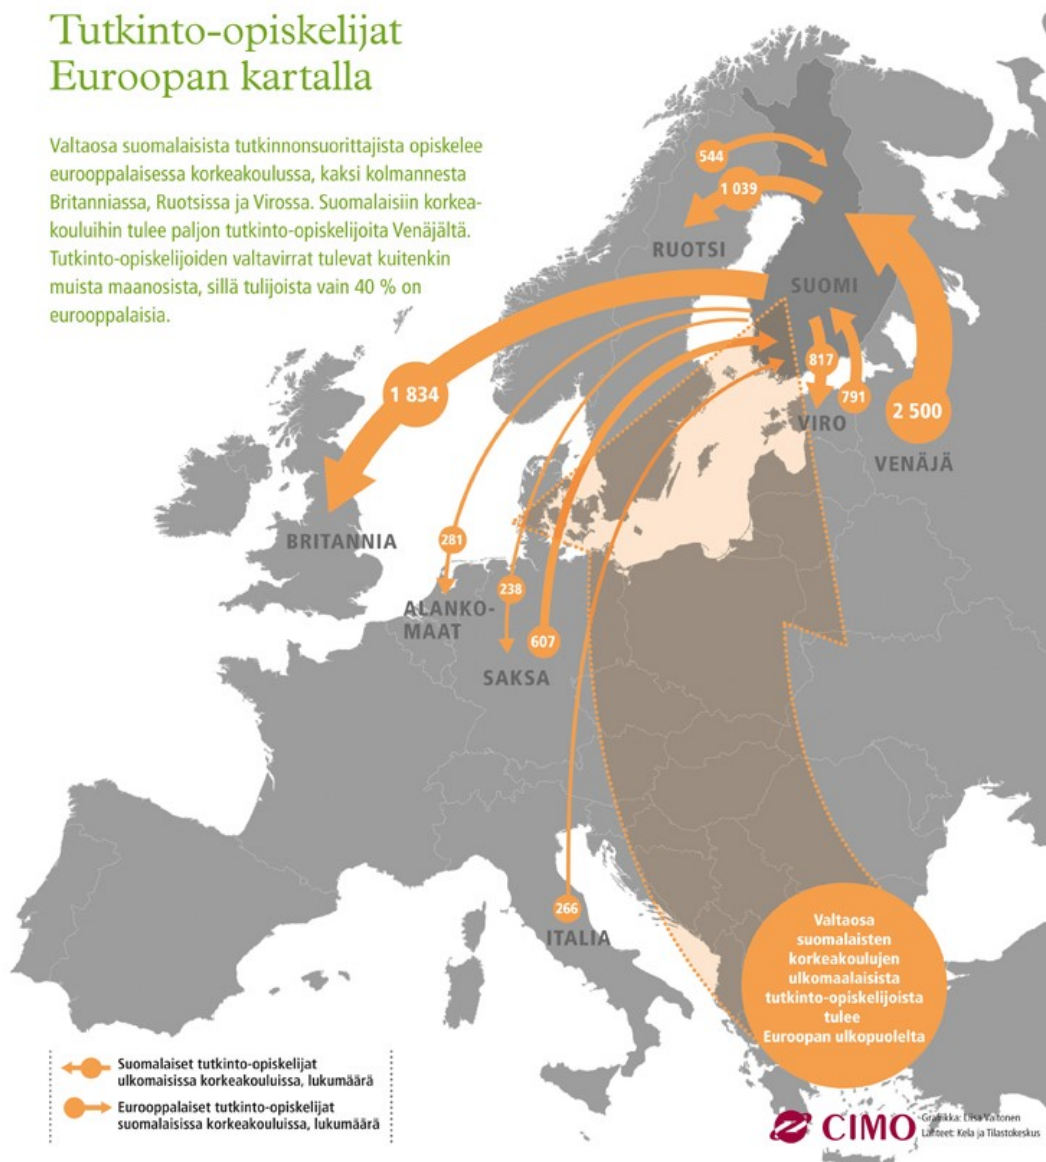 Tutkinto-opiskelijat
Euroopan kartalla
Valtaosa suomalaisista tutkinnonsuorittajista opiskelee
eurooppalaisessa korkeakoulussa, kaksi kolmannesta
Britanniassa, Ruotsissa ja Virossa. Suomalaisiin korkea-
kouluihin tulee paljon tutkinto-opiskelijoita Venäjältä.
Tutkinto-opiskelijoiden valtavirrat tulevat kuitenkin
muista maanosista, sillä tulijoista vain 40 % on
eurooppalaisia.
544
1 039
RUOTSI
SUOMI
1 834
817
791
2 500
VIRO
VENÄJÄ
BRITANNIA
281
238
ALANKO-
MAAT
607
SAKSA
266
ITALIA
Valtaosa
suomalaisten
korkeakoulujen
ulkomaalaisista
tutkinto-opiskelijoista
tulee
Euroopan ulkopuolelta
Suomalaiset tutkinto-opiskelijat
ulkomaisissa korkeakouluissa, lukumäärä
Eurooppalaiset tutkinto-opiskelijat
suomalaisissa korkeakouluissa, lukumäärä
CIMO
Grafiikka: Liisa Valtonen
Lähteet: Kela ja Tilastokeskus